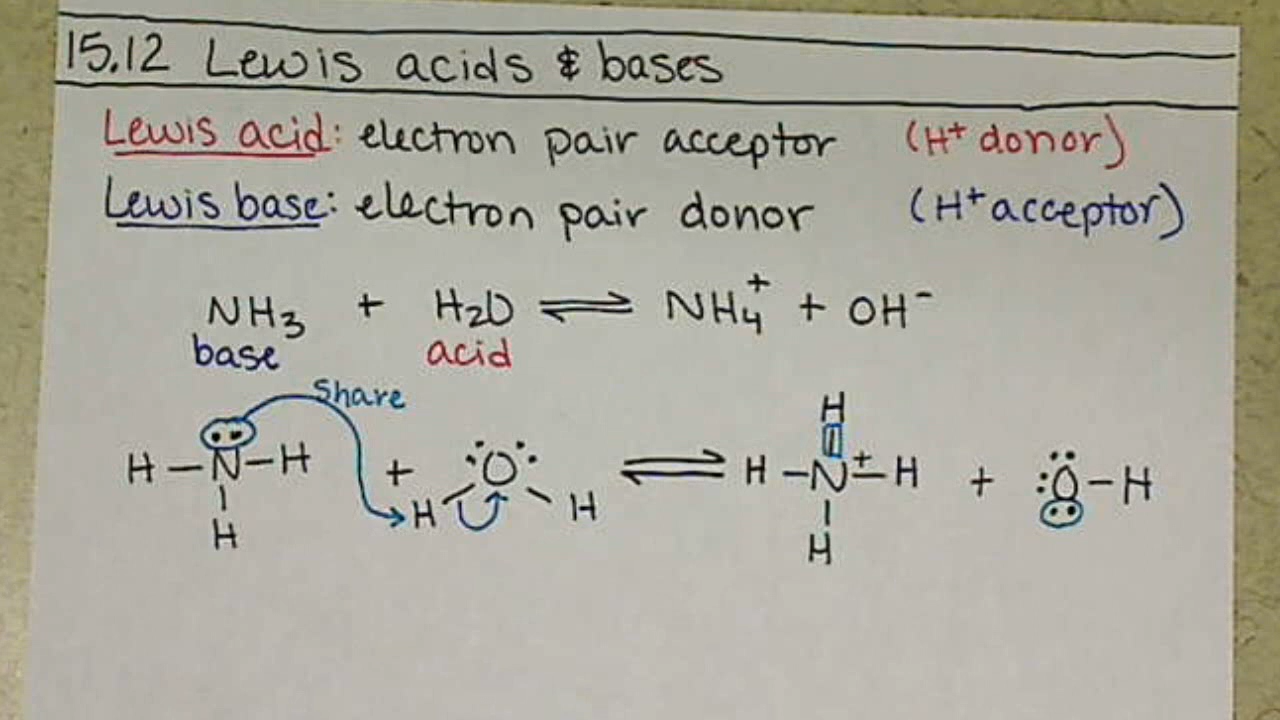 15.12 Lewis acids & bases
Lewis acid: electron pair acceptor (H⁺ donor)
Lewis base: electron pair donor (H⁺ acceptor)
NH₃ + H₂O ⇌ NH₄⁺ + OH⁻
base acid
share
H
H–N–H + O ⇌ H–N⁺–H + :O–H
H H
H H